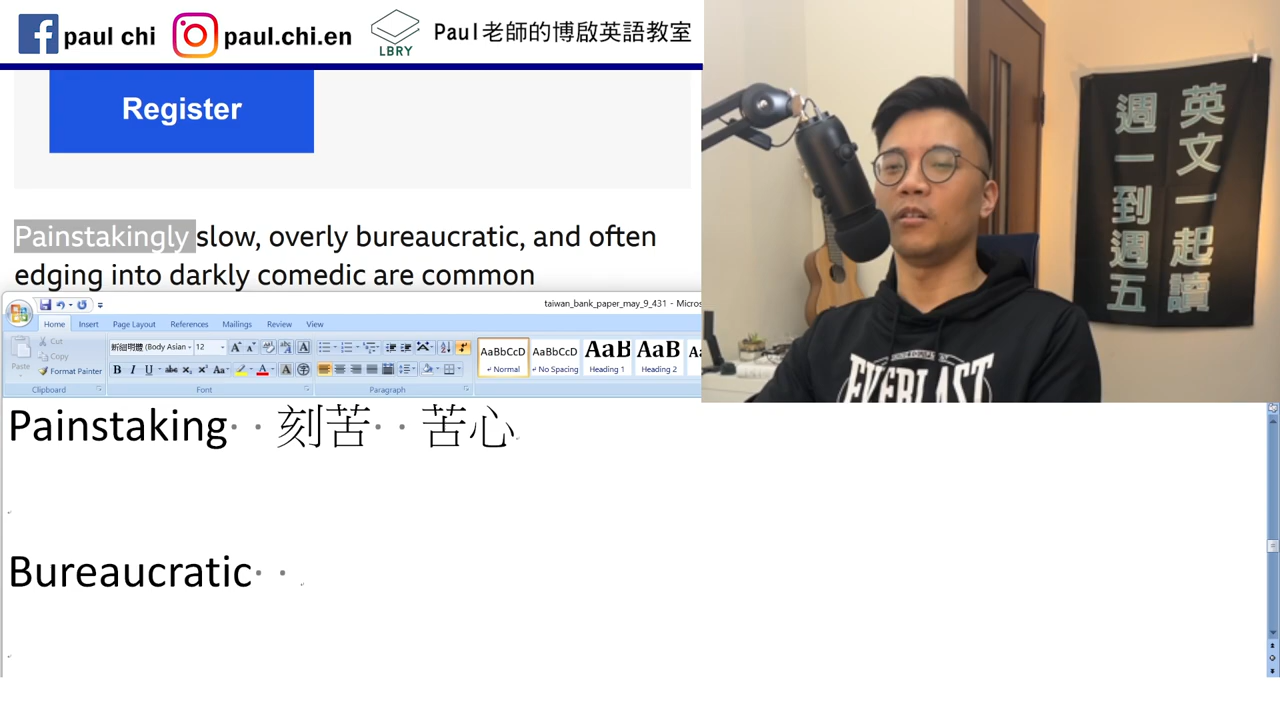 paul chi
paul.chi.en
LBRY
Paul老師的博啟英語教室
Register
Painstakingly slow, overly bureaucratic, and often
edging into darkly comedic are common
taiwan_bank_paper_may_9_431 - Micros
Home Insert Page Layout References Mailings Review View
Paste
Cut
Copy
Format Painter
Clipboard
新細明體 (Body Asian
12
Font
Paragraph
AaBbCcD
Normal
AaBbCcD
No Spacing
AaBb
Heading 1
AaBb
Heading 2
Painstaking 刻苦 苦心
Bureaucratic
英文一起讀
週一到週五
EVERLAST